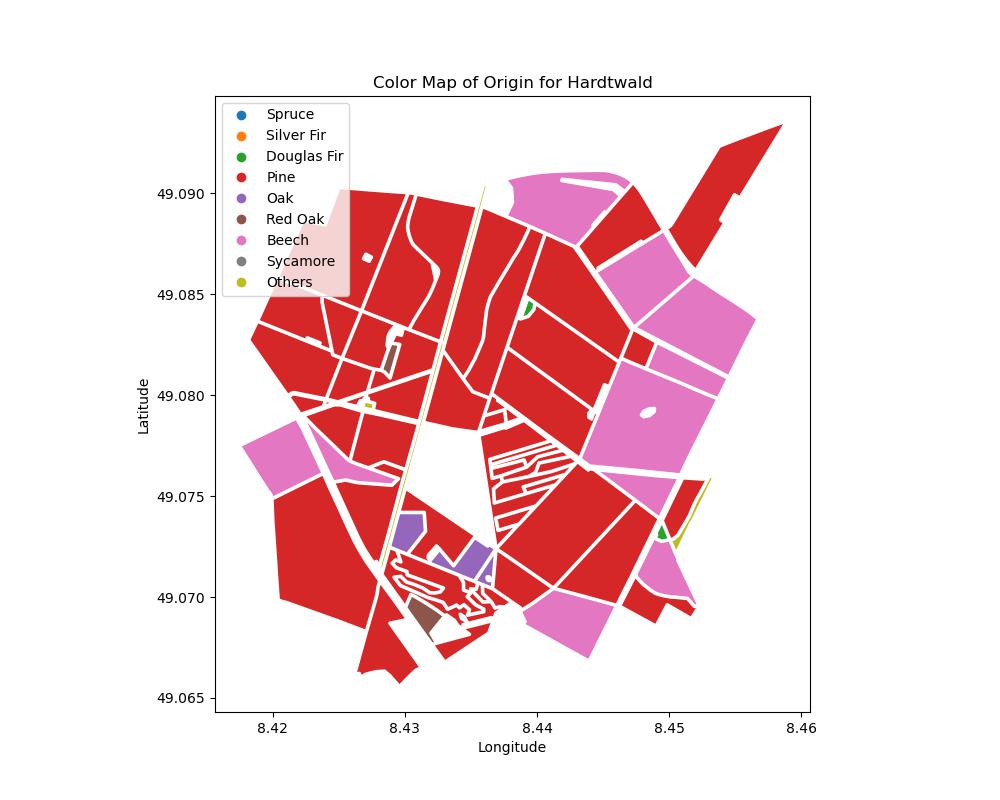 Color Map of Origin for Hardtwald
Spruce
Silver Fir
Douglas Fir
Pine
Oak
Red Oak
Beech
Sycamore
Others
49.090
49.085
49.080
49.075
49.070
49.065
Latitude
8.42 8.43 8.44 8.45 8.46
Longitude